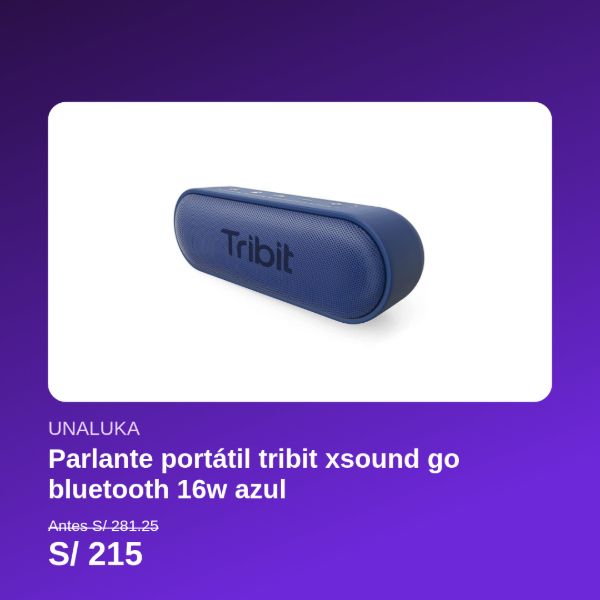 Tribit
UNALUKA
Parlante portátil tribit xsound go
bluetooth 16w azul
Antes S/ 281.25
S/ 215